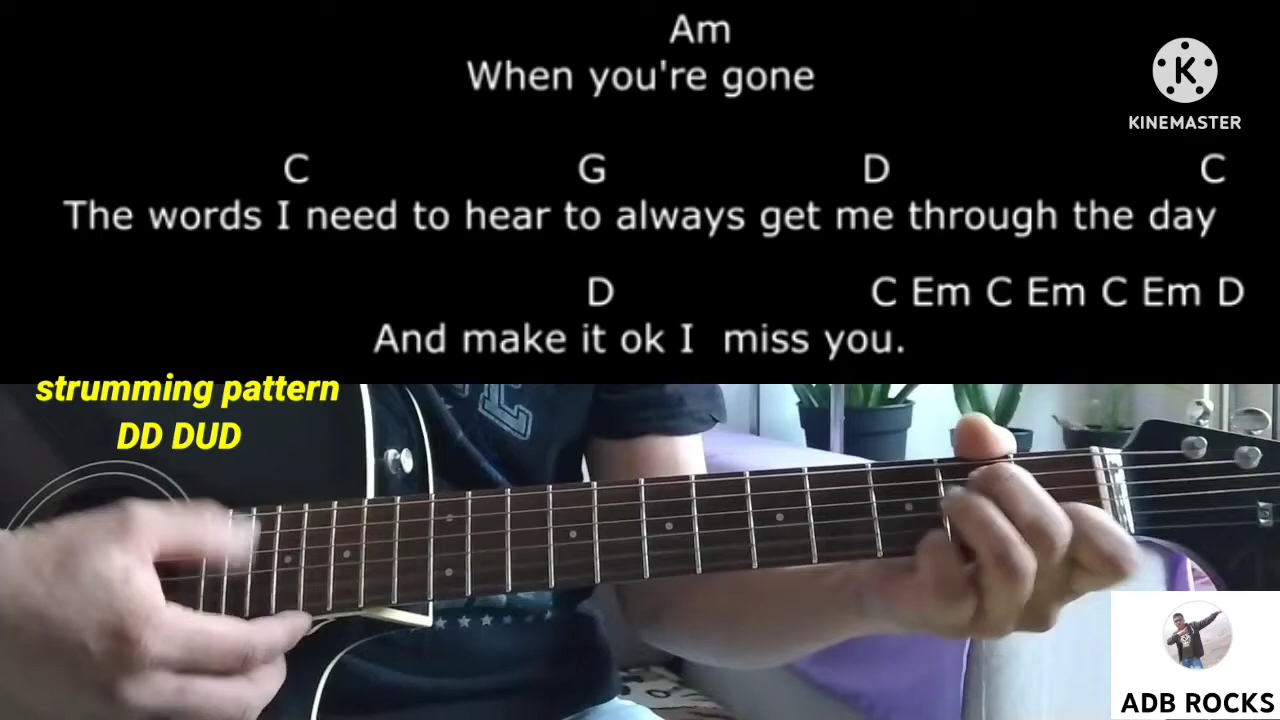 Am
When you're gone
C G D C
The words I need to hear to always get me through the day
D C Em C Em C Em D
And make it ok I miss you.
strumming pattern
DD DUD
K
KINEMASTER
ADB ROCKS